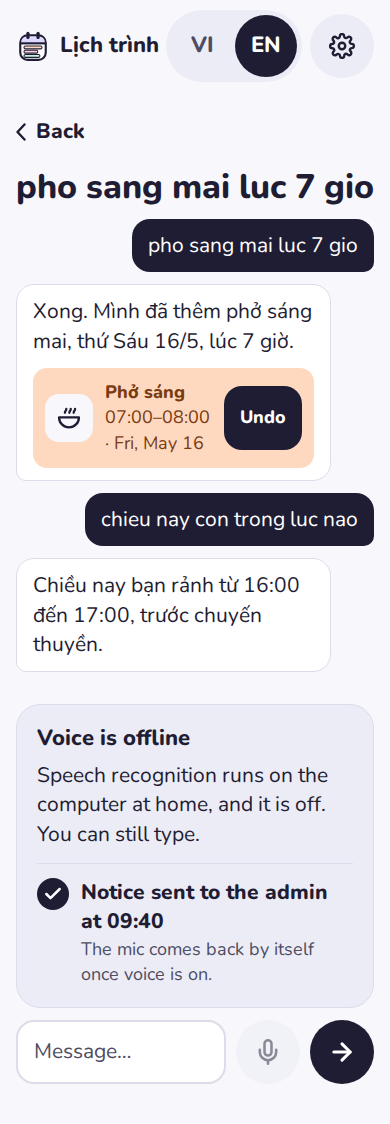 Lịch trình VI EN
Back
pho sang mai luc 7 gio
pho sang mai luc 7 gio
Xong. Mình đã thêm phở sáng
mai, thứ Sáu 16/5, lúc 7 giờ.
Phở sáng
07:00–08:00
· Fri, May 16
Undo
chieu nay con trong luc nao
Chiều nay bạn rảnh từ 16:00
đến 17:00, trước chuyến
thuyền.
Voice is offline
Speech recognition runs on the
computer at home, and it is off.
You can still type.
Notice sent to the admin
at 09:40
The mic comes back by itself
once voice is on.
Message...